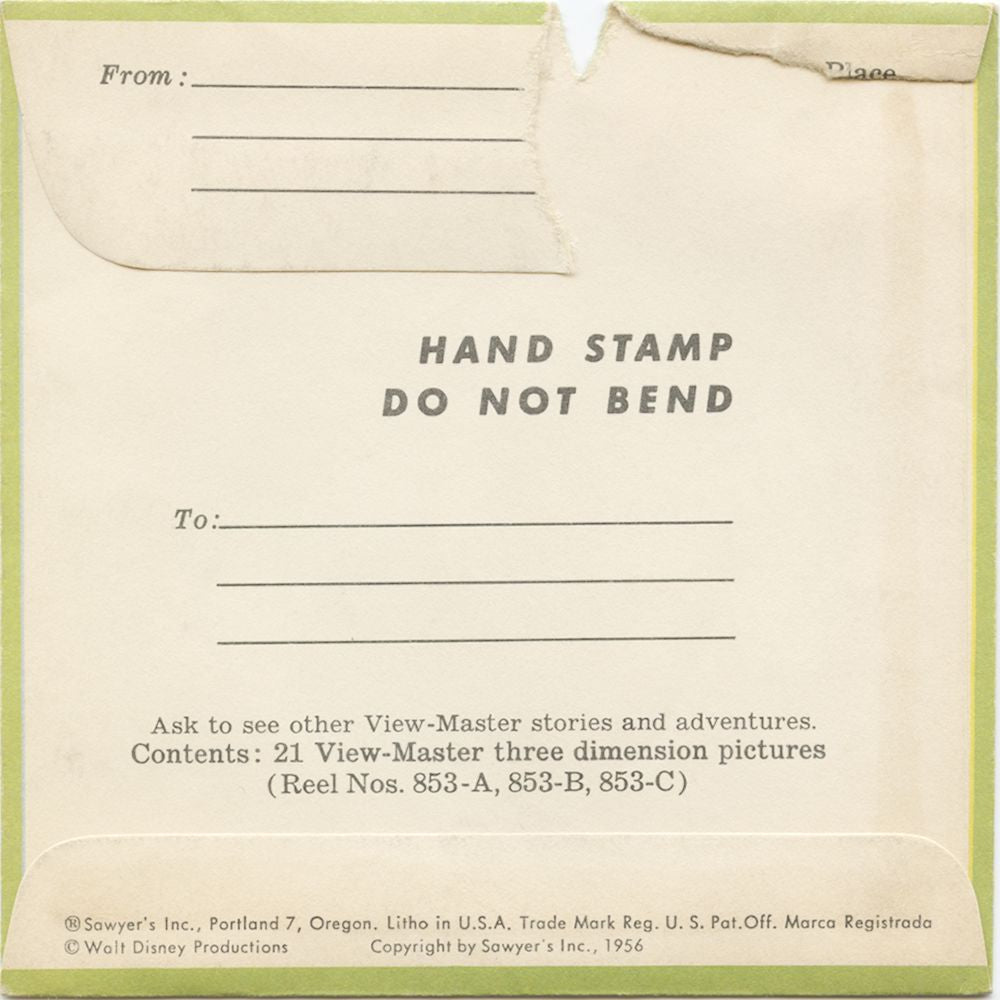 From:
Place
HAND STAMP
DO NOT BEND
To:
Ask to see other View-Master stories and adventures.
Contents: 21 View-Master three dimension pictures
(Reel Nos. 853-A, 853-B, 853-C)
®Sawyer's Inc., Portland 7, Oregon. Litho in U.S.A. Trade Mark Reg. U. S. Pat.Off. Marca Registrada
© Walt Disney Productions Copyright by Sawyer's Inc., 1956